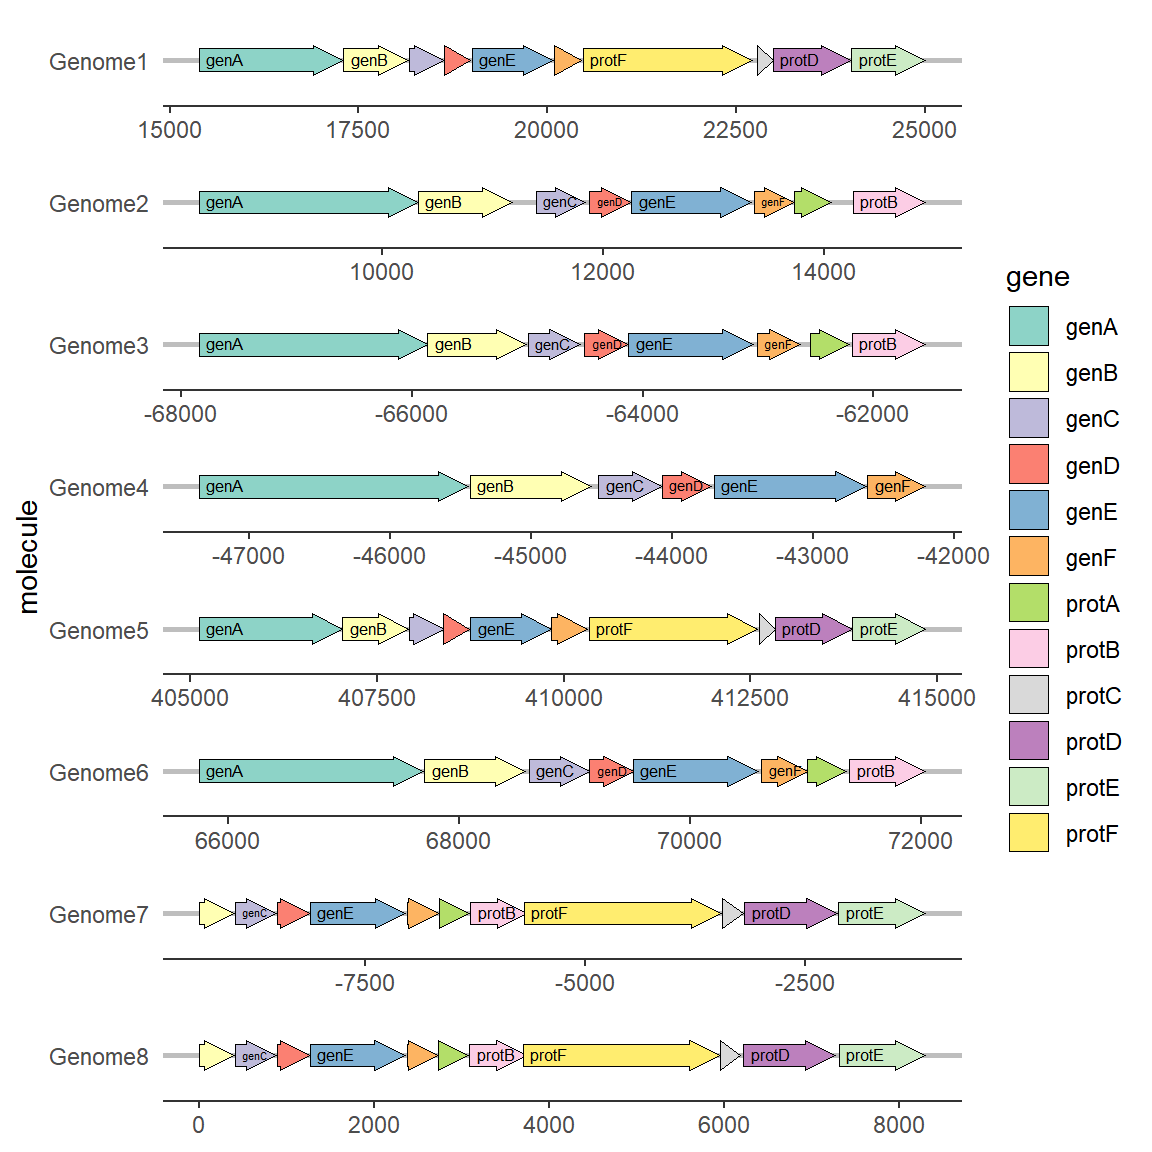 Genome1
genA genB genE protF protD protE
15000 17500 20000 22500 25000
Genome2
genA genB genC genD genE genF protB
10000 12000 14000
Genome3
genA genB genC genD genE genF protB
-68000 -66000 -64000 -62000
Genome4
genA genB genC genD genE genF
-47000 -46000 -45000 -44000 -43000 -42000
Genome5
genA genB genE protF protD protE
405000 407500 410000 412500 415000
Genome6
genA genB genC genD genE genF protB
66000 68000 70000 72000
Genome7
genC genE protB protF protD protE
-7500 -5000 -2500
Genome8
genC genE protB protF protD protE
0 2000 4000 6000 8000
molecule
gene
genA
genB
genC
genD
genE
genF
protA
protB
protC
protD
protE
protF